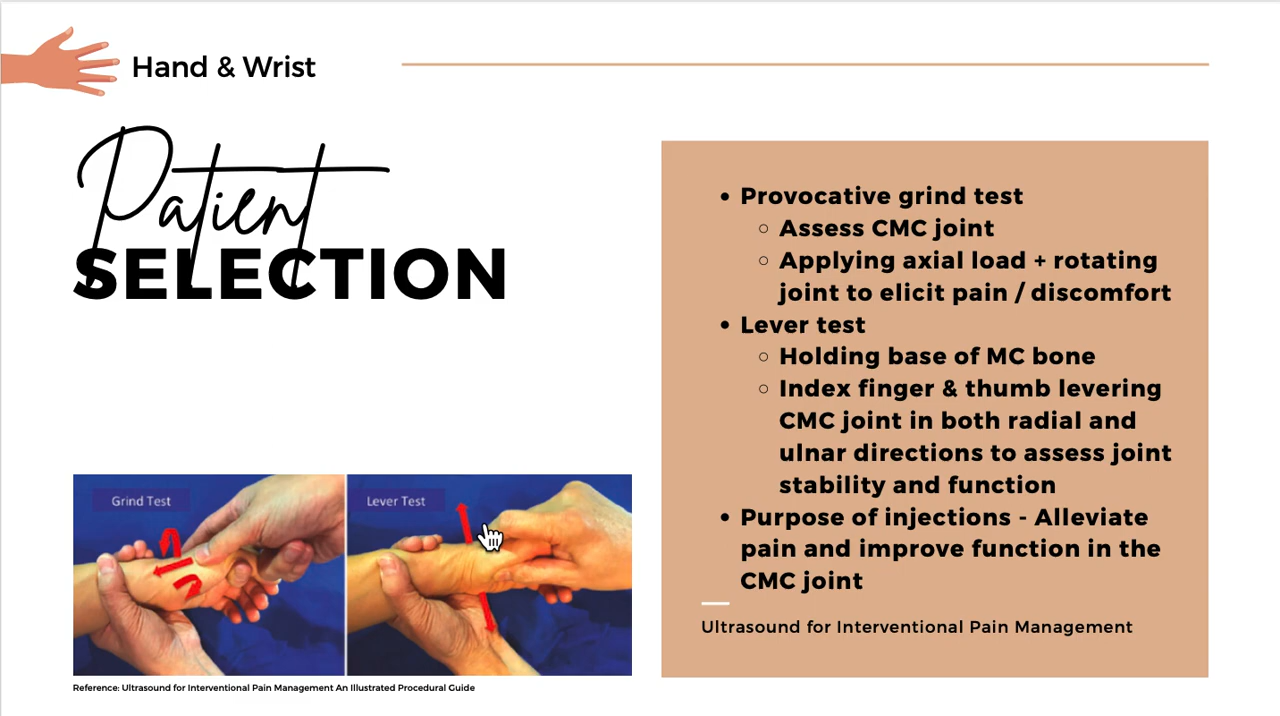 Hand & Wrist
Patient
SELECTION
Provocative grind test
Assess CMC joint
Applying axial load + rotating
joint to elicit pain / discomfort
Lever test
Holding base of MC bone
Index finger & thumb levering
CMC joint in both radial and
ulnar directions to assess joint
stability and function
Purpose of injections - Alleviate
pain and improve function in the
CMC joint
Ultrasound for Interventional Pain Management
Grind Test
Lever Test
Reference: Ultrasound for Interventional Pain Management An Illustrated Procedural Guide